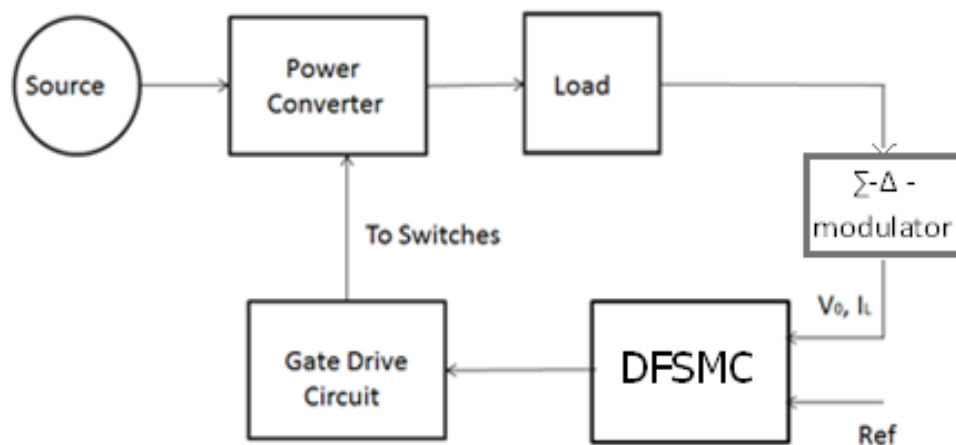 Source
Power
Converter
Load
∑-Δ -
modulator
To Switches
V₀, I_L
Gate Drive
Circuit
DFSMC
Ref